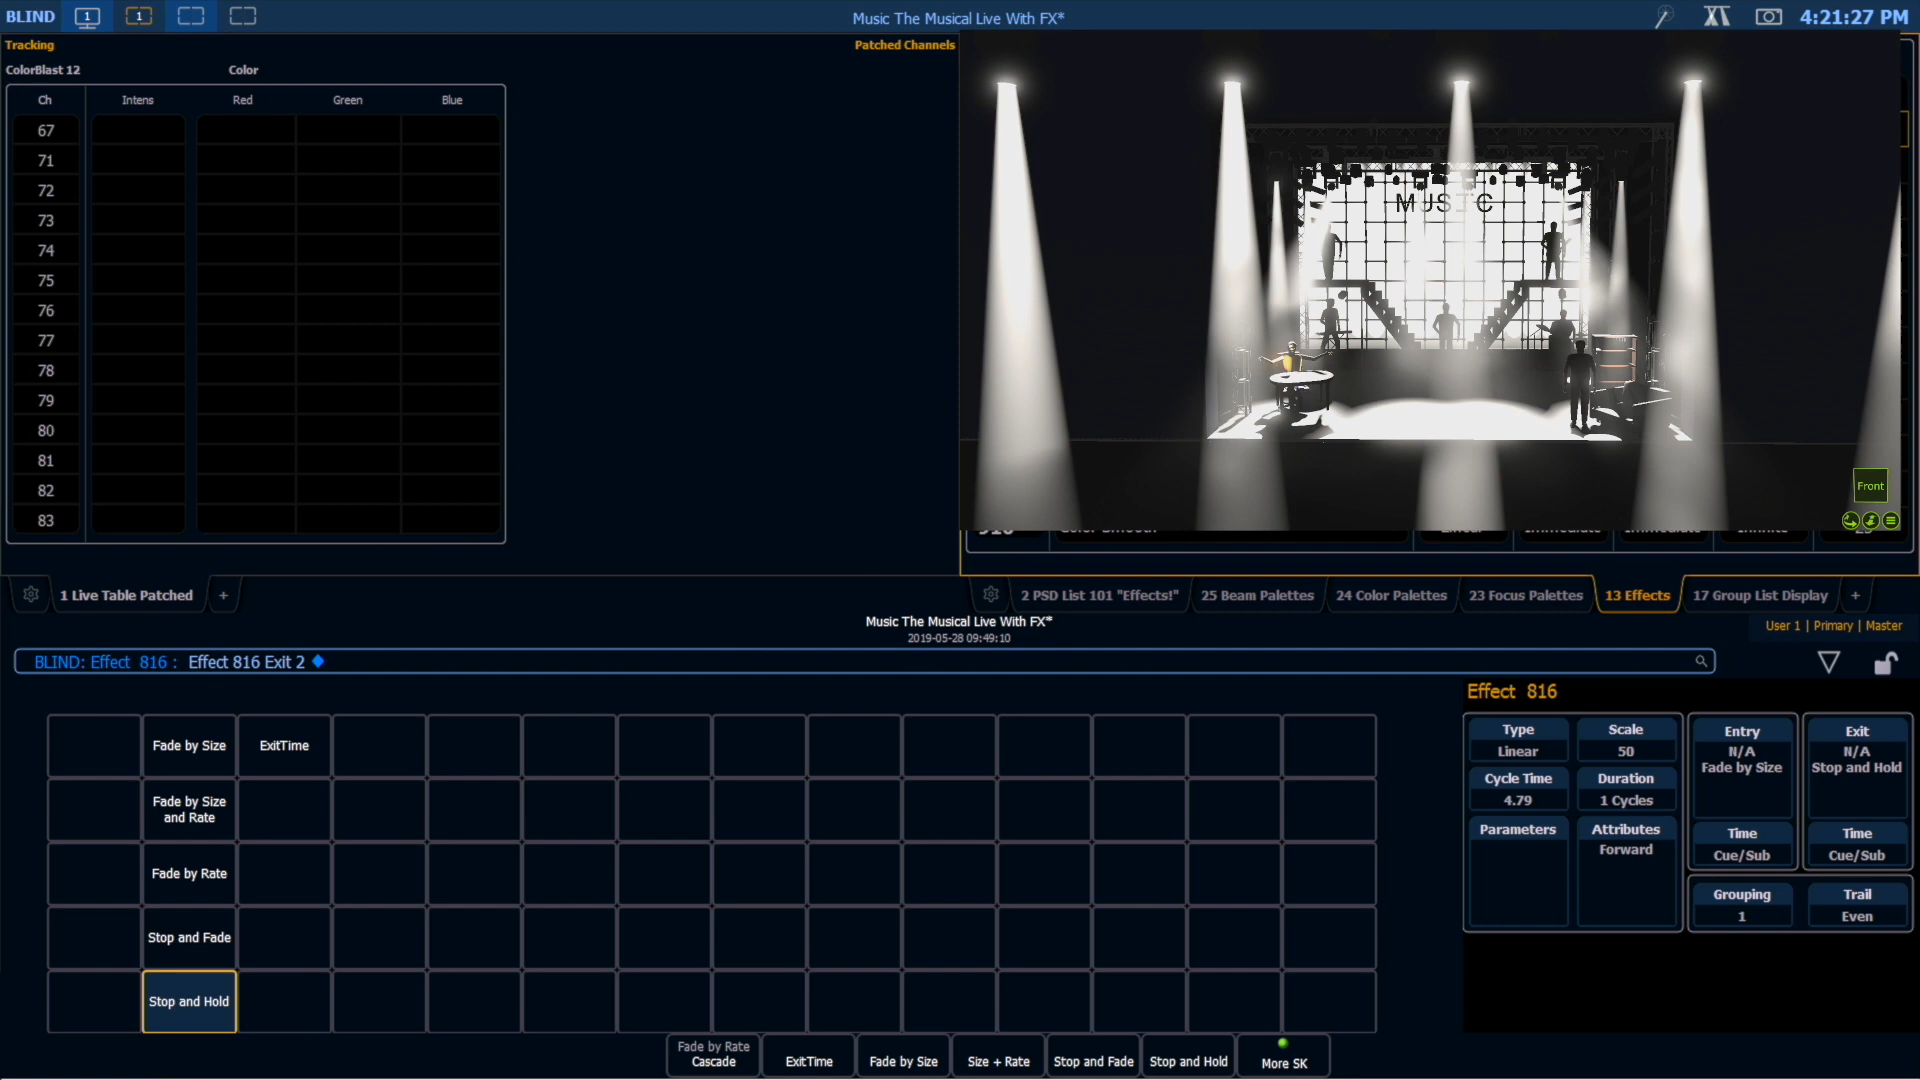 BLIND
1
1
Music The Musical Live With FX*
4:21:27 PM
Tracking
Patched Channels
ColorBlast 12
Color
Ch Intens Red Green Blue
67
71
72
73
74
75
76
77
78
79
80
81
82
83
MUSIC
Front
1 Live Table Patched
+
2 PSD List 101 "Effects!"
25 Beam Palettes
24 Color Palettes
23 Focus Palettes
13 Effects
17 Group List Display
+
Music The Musical Live With FX*
2019-05-28 09:49:10
User 1 | Primary | Master
BLIND: Effect 816 : Effect 816 Exit 2
Effect 816
Fade by Size
ExitTime
Fade by Size
and Rate
Fade by Rate
Stop and Fade
Stop and Hold
Type
Linear
Scale
50
Cycle Time
4.79
Duration
1 Cycles
Parameters
Attributes
Forward
Entry
N/A
Fade by Size
Time
Cue/Sub
Exit
N/A
Stop and Hold
Time
Cue/Sub
Grouping
1
Trail
Even
Fade by Rate
Cascade
ExitTime
Fade by Size
Size + Rate
Stop and Fade
Stop and Hold
More SK